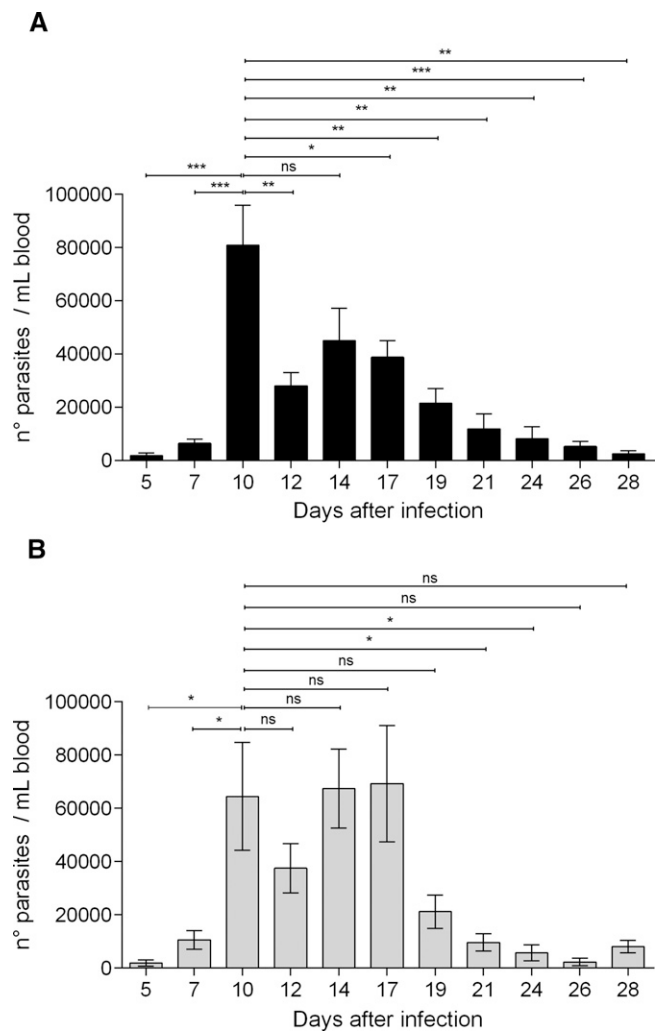 A
**
***
**
**
**
*
*** ns
*** **
100000
80000
60000
40000
20000
0
n° parasites / mL blood
5 7 10 12 14 17 19 21 24 26 28
Days after infection
B
ns
ns
*
*
ns
ns
* ns
* ns
100000
80000
60000
40000
20000
0
n° parasites / mL blood
5 7 10 12 14 17 19 21 24 26 28
Days after infection